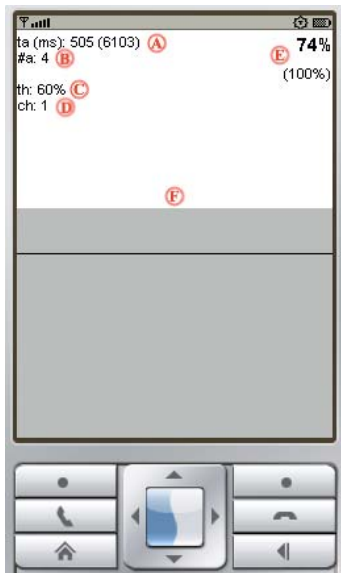 ta (ms): 505 (6103) A
74%
#a: 4 B
E
(100%)
th: 60% C
ch: 1 D
F